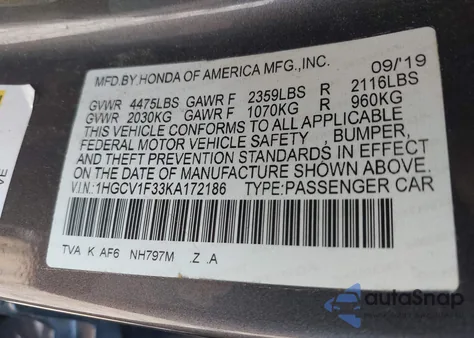 MFD.BY HONDA OF AMERICA MFG.,INC. 09/'19
GVWR 4475LBS GAWR F 2359LBS R 2116LBS
GVWR 2030KG GAWR F 1070KG R 960KG
THIS VEHICLE CONFORMS TO ALL APPLICABLE
FEDERAL MOTOR VEHICLE SAFETY , BUMPER,
AND THEFT PREVENTION STANDARDS IN EFFECT
ON THE DATE OF MANUFACTURE SHOWN ABOVE.
V.I.N.: 1HGCV1F33KA172186 TYPE:PASSENGER CAR
TVA K AF6 NH797M .Z .A
autoSnap